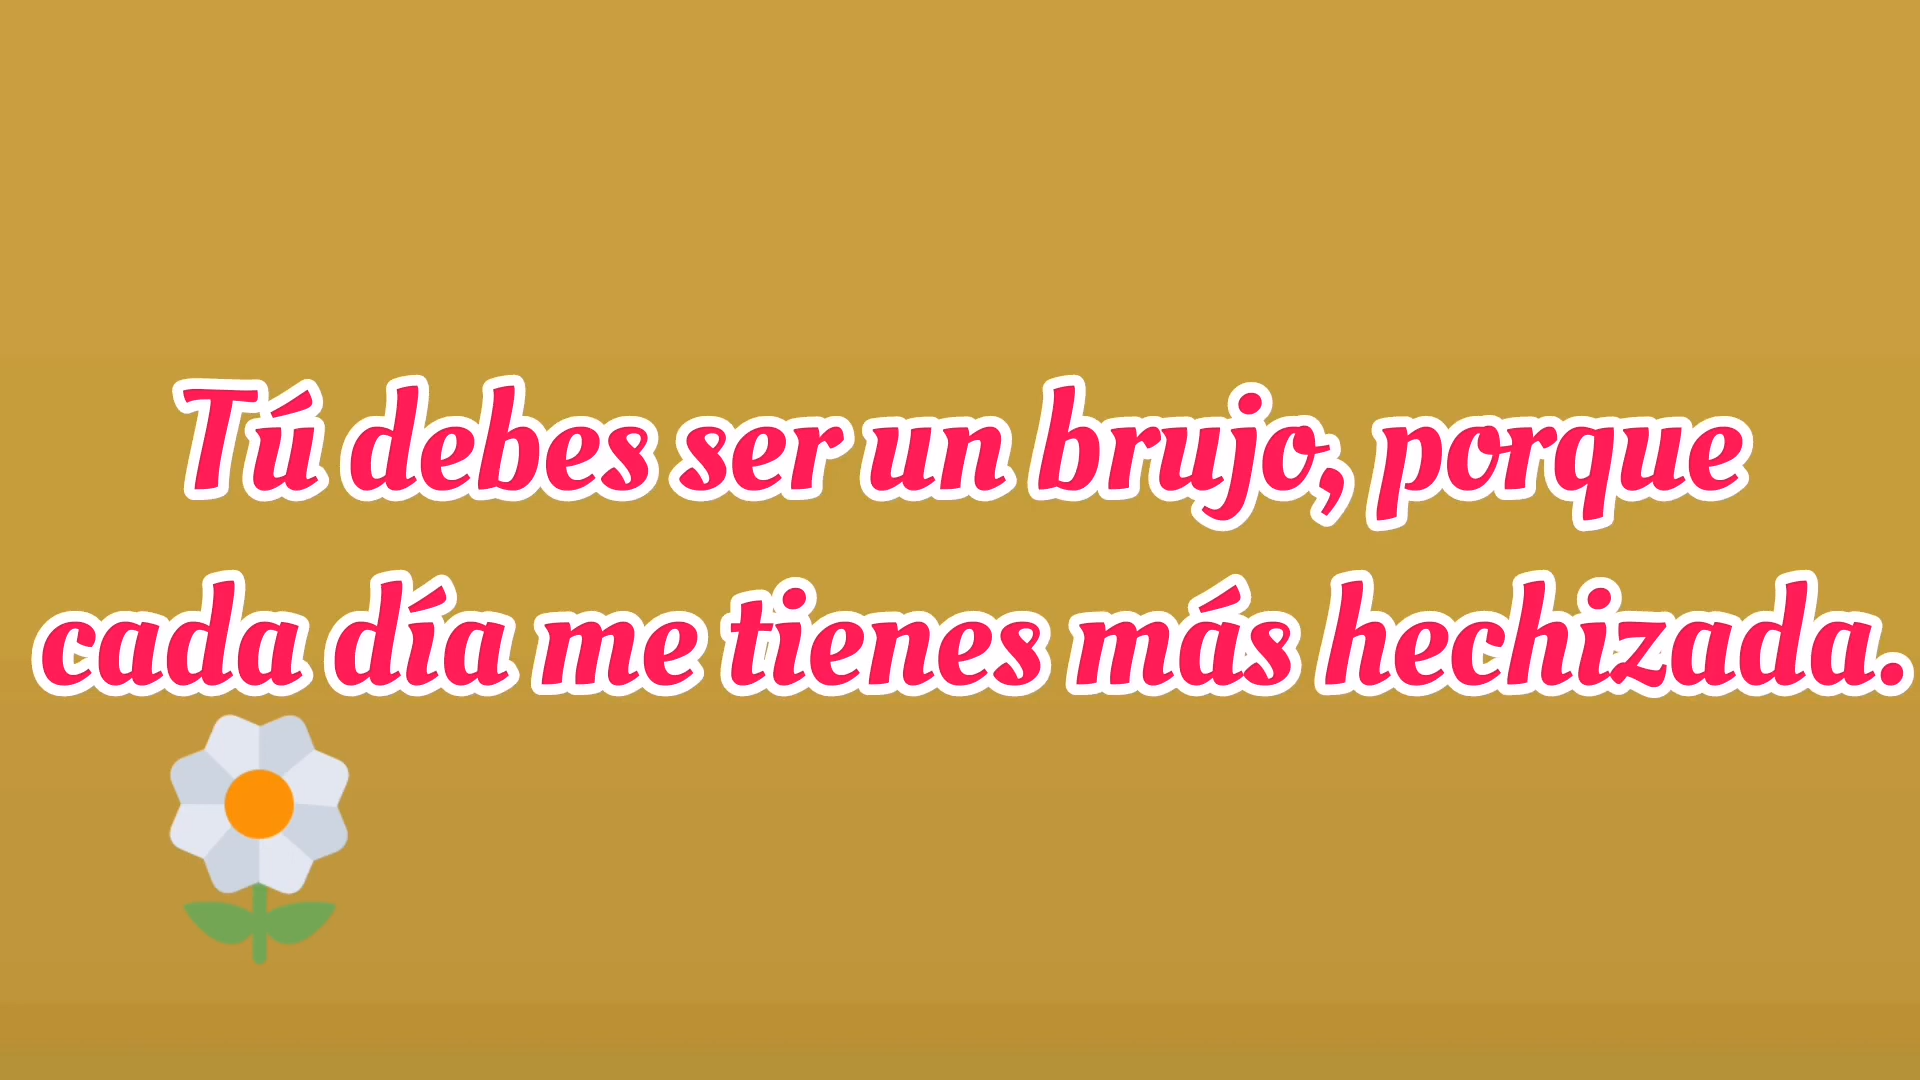 Tú debes ser un brujo, porque
cada día me tienes más hechizada.